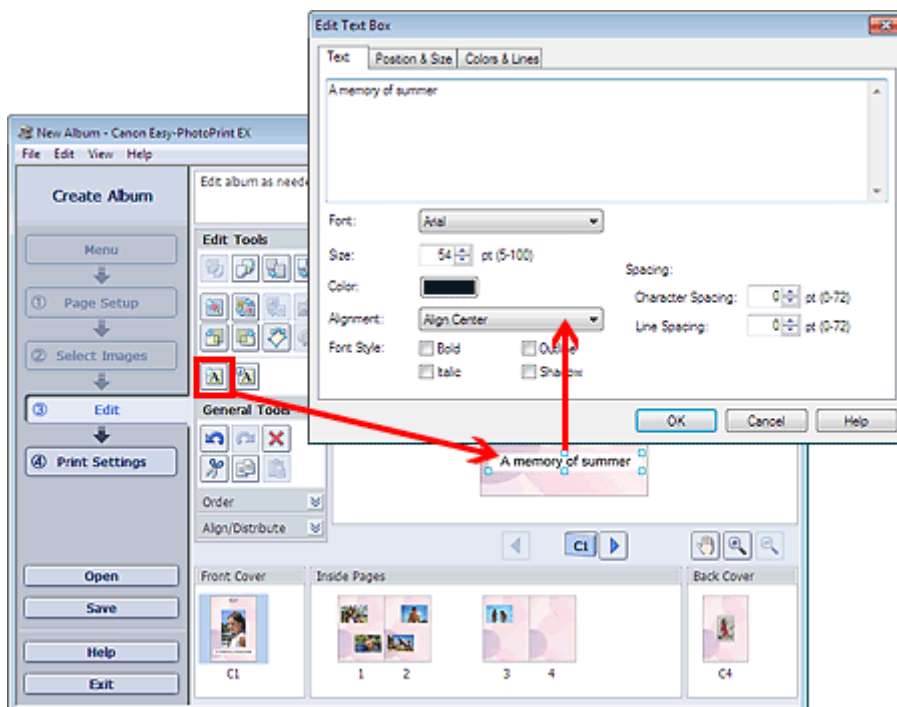 Edit Text Box
Text Position & Size Colors & Lines
A memory of summer
Font: Arial
Size: 54 pt (5-100)
Color:
Alignment: Align Center
Font Style: Bold Outline
Italic Shadow
Spacing:
Character Spacing: 0 pt (0-72)
Line Spacing: 0 pt (0-72)
OK Cancel Help
New Album - Canon Easy-PhotoPrint EX
File Edit View Help
Create Album
Menu
① Page Setup
② Select Images
③ Edit
④ Print Settings
Open
Save
Help
Exit
Edit album as
Edit Tools
A A
General Tools
Order
Align/Distribute
A memory of summer
C1
Front Cover Inside Pages Back Cover
C1 1 2 3 4 C4